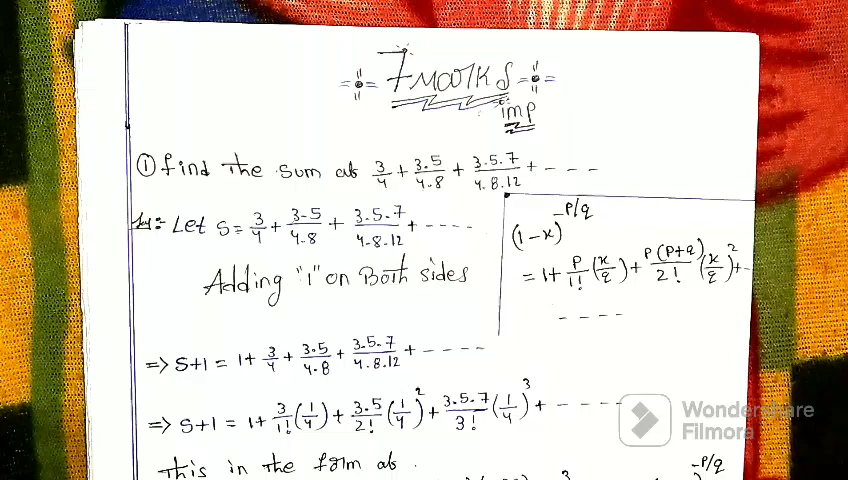 7 marks
imp
① find the sum of 3/4 + 3.5/4.8 + 3.5.7/4.8.12 + ---
Sol:- Let S = 3/4 + 3.5/4.8 + 3.5.7/4.8.12 + ----
Adding "1" on Both sides
(1-x)^-P/q
= 1 + P/1! (x/q) + P(P+q)/2! (x/q)^2 + --
----
=> S+1 = 1 + 3/4 + 3.5/4.8 + 3.5.7/4.8.12 + ----
=> S+1 = 1 + 3/1! (1/4) + 3.5/2! (1/4)^2 + 3.5.7/3! (1/4)^3 + ----
This in the form of
-P/q
Wondershare
Filmora